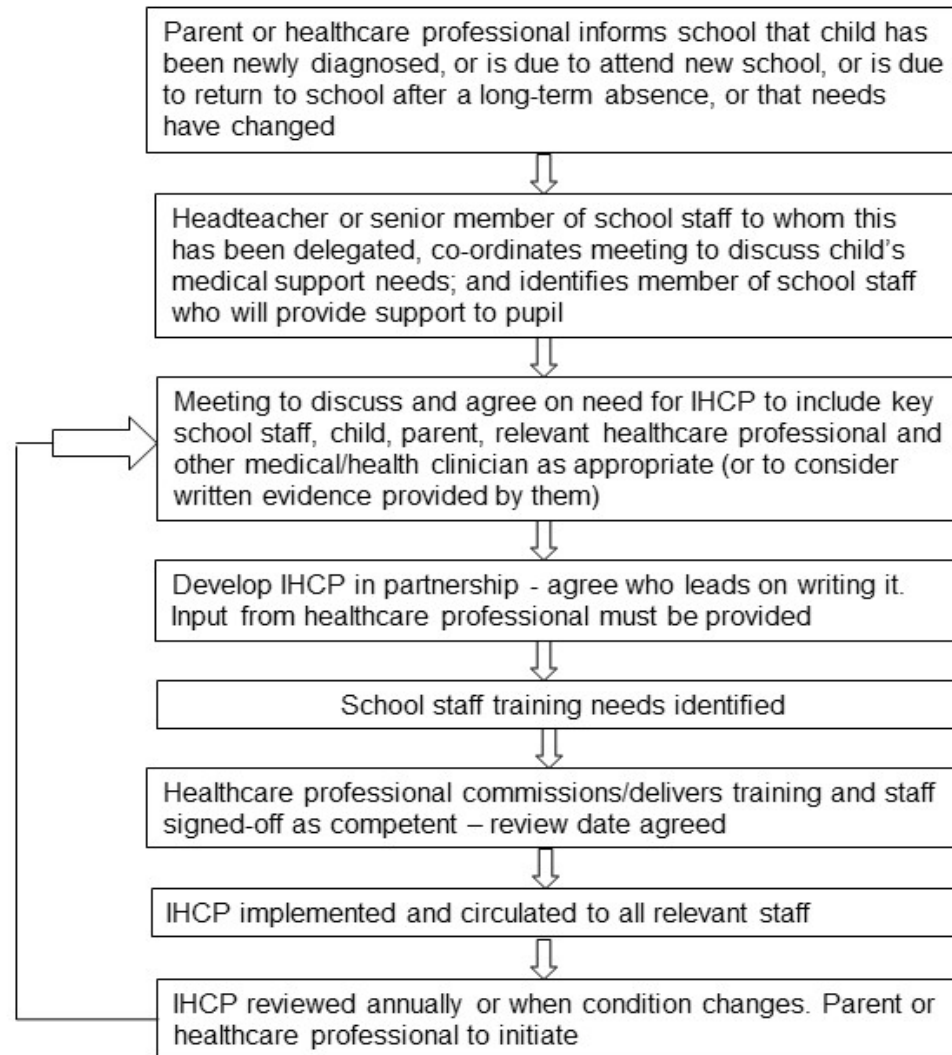 Parent or healthcare professional informs school that child has
been newly diagnosed, or is due to attend new school, or is due
to return to school after a long-term absence, or that needs
have changed
Headteacher or senior member of school staff to whom this
has been delegated, co-ordinates meeting to discuss child's
medical support needs; and identifies member of school staff
who will provide support to pupil
Meeting to discuss and agree on need for IHCP to include key
school staff, child, parent, relevant healthcare professional and
other medical/health clinician as appropriate (or to consider
written evidence provided by them)
Develop IHCP in partnership - agree who leads on writing it.
Input from healthcare professional must be provided
School staff training needs identified
Healthcare professional commissions/delivers training and staff
signed-off as competent – review date agreed
IHCP implemented and circulated to all relevant staff
IHCP reviewed annually or when condition changes. Parent or
healthcare professional to initiate